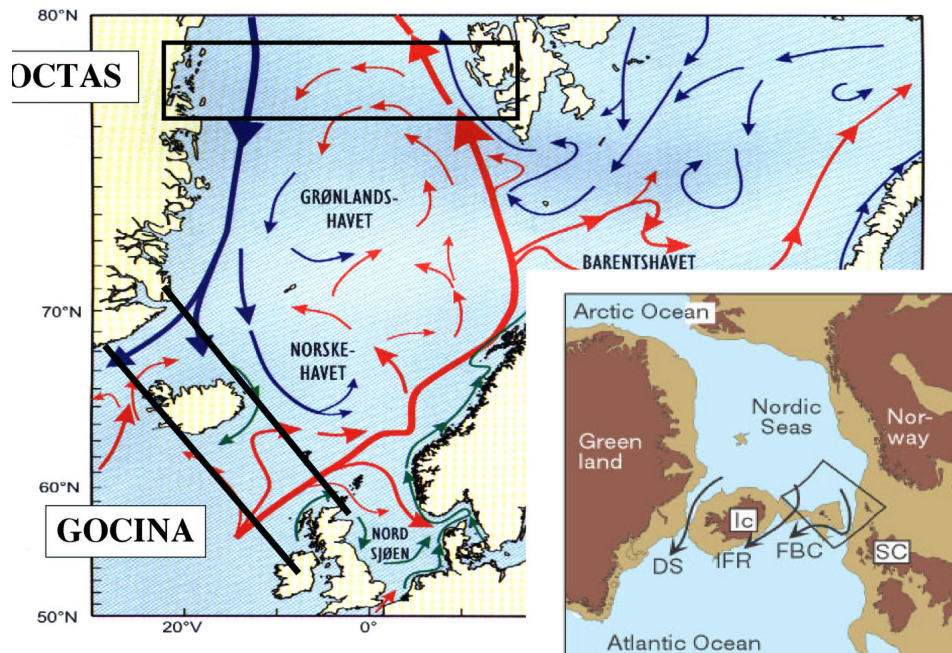 80°N
OCTAS
GRØNLANDS-
HAVET
BARENTSHAVET
70°N
NORSKE-
HAVET
60°N
GOCINA
NORD
SJØEN
50°N
20°V
0°
Arctic Ocean
Nordic
Seas
Nor-
way
Green
land
Ic
DS
IFR
FBC
SC
Atlantic Ocean